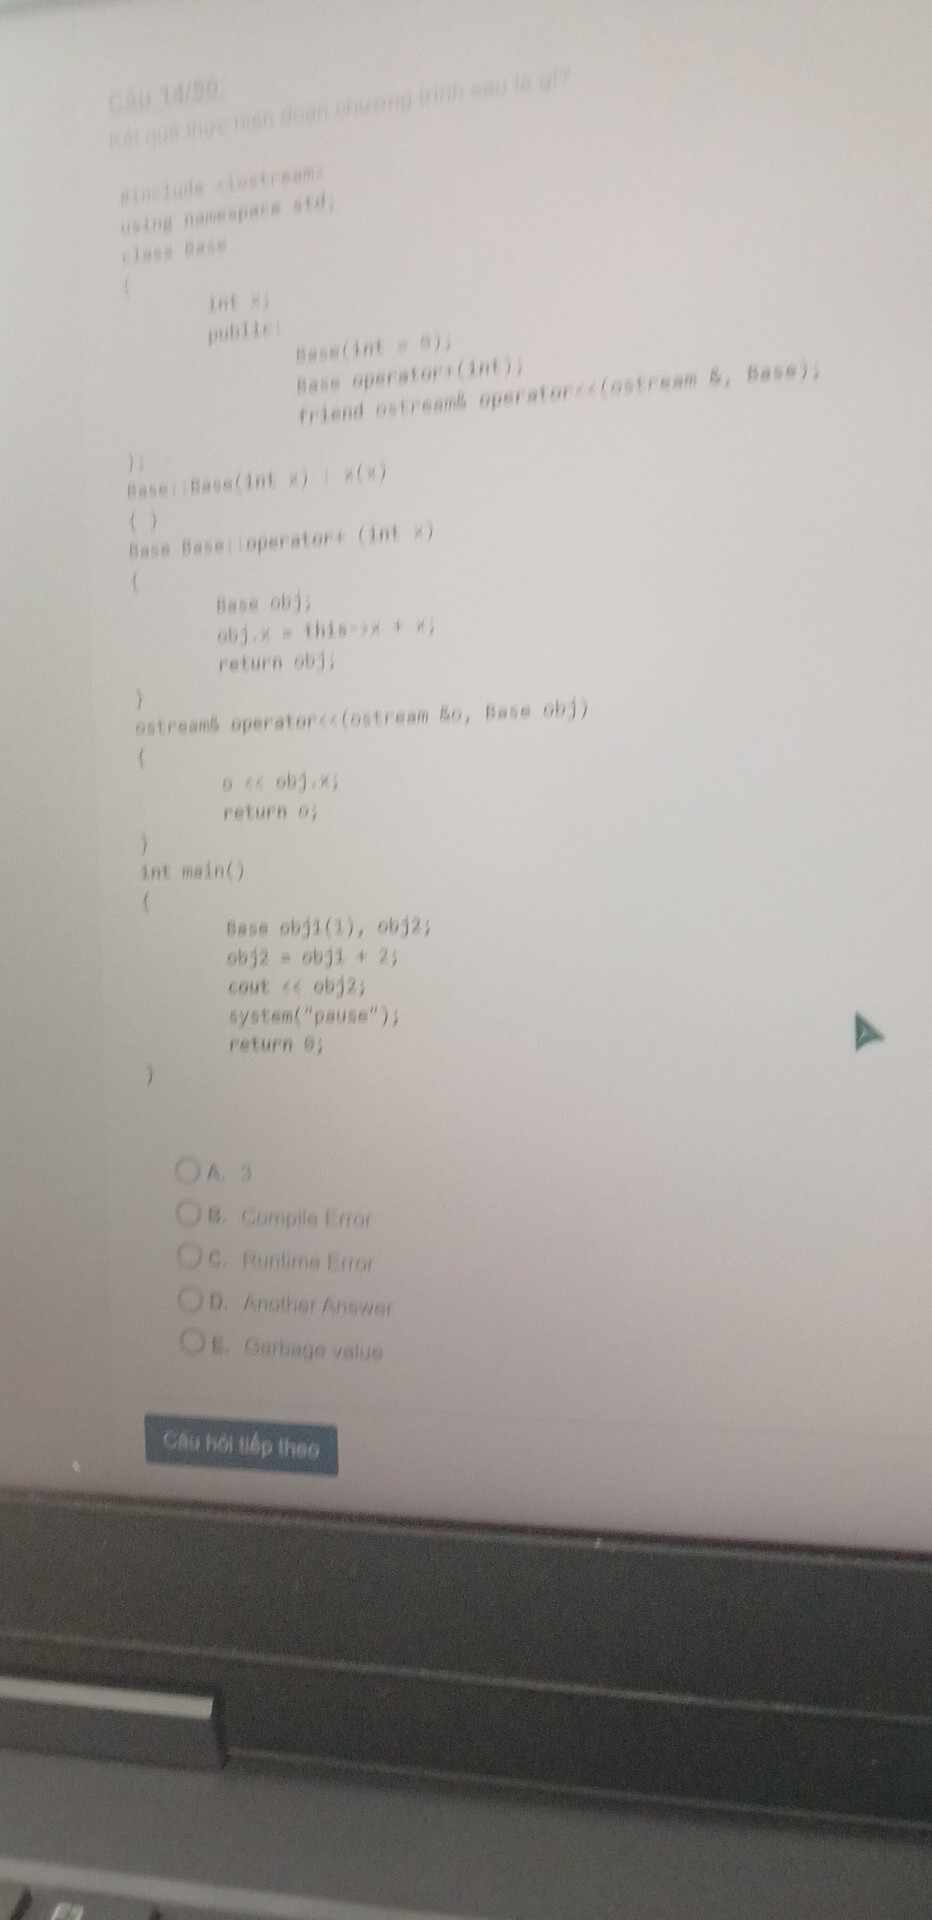 Câu 14/50
Kết quả thực hiện đoạn chương trình sau là gì?
#include <iostream>
using namespace std;
class Base
{
int x;
public:
Base(int = 0);
Base operator+(int);
friend ostream& operator<<(ostream &, Base);
};
Base::Base(int x) : x(x)
{ }
Base Base::operator+ (int x)
{
Base obj;
obj.x = this->x + x;
return obj;
}
ostream& operator<<(ostream &o, Base obj)
{
o << obj.x;
return o;
}
int main()
{
Base obj1(1), obj2;
obj2 = obj1 + 2;
cout << obj2;
system("pause");
return 0;
}
A. 3
B. Compile Error
C. Runtime Error
D. Another Answer
E. Garbage value
Câu hỏi tiếp theo